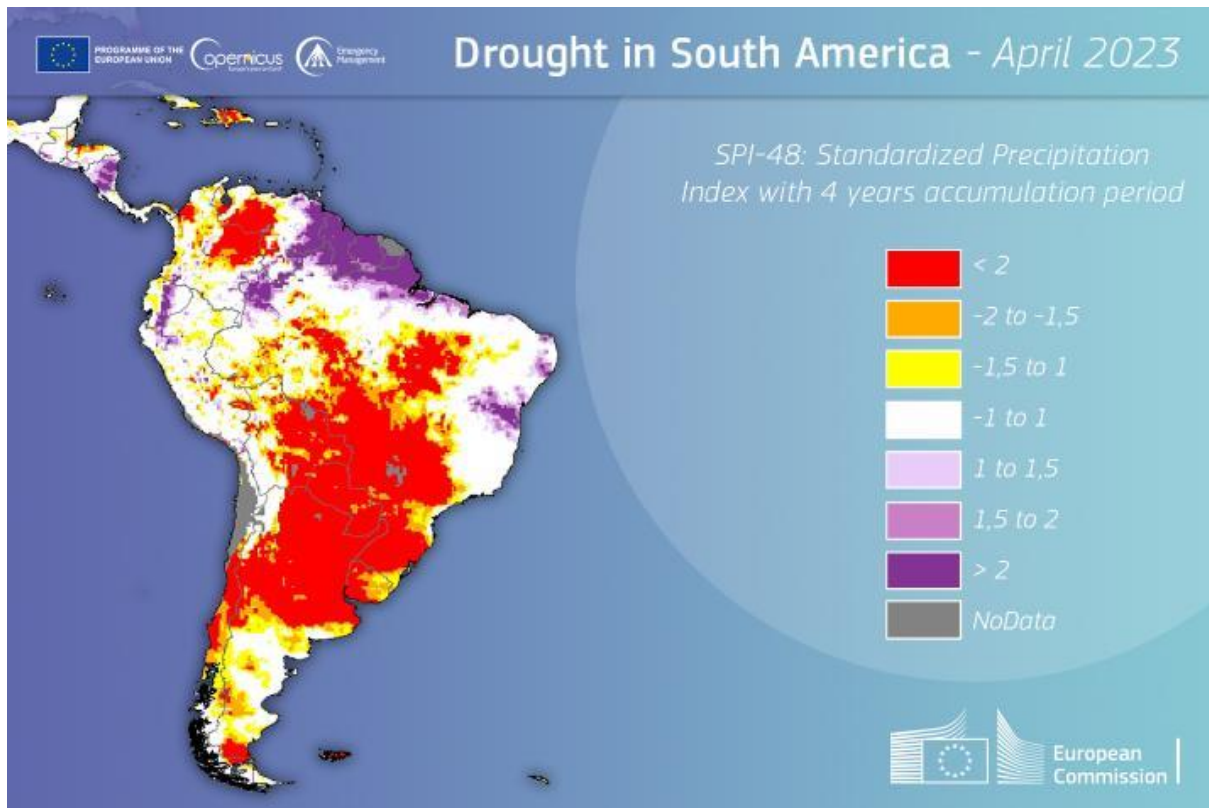 PROGRAMME OF THE
EUROPEAN UNION
Copernicus
Emergency
Management
Drought in South America - April 2023
SPI-48: Standardized Precipitation
Index with 4 years accumulation period
< 2
-2 to -1,5
-1,5 to 1
-1 to 1
1 to 1,5
1,5 to 2
> 2
NoData
European
Commission